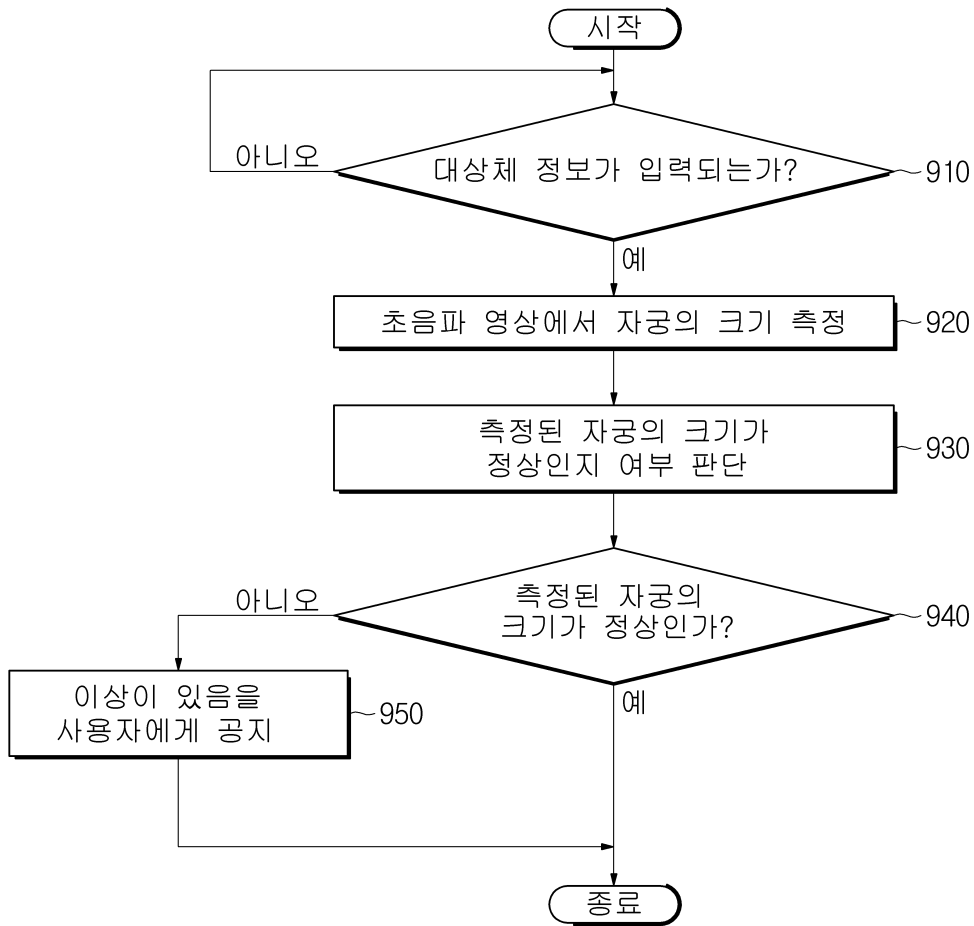 시작
아니오
대상체 정보가 입력되는가?
910
예
초음파 영상에서 자궁의 크기 측정
920
측정된 자궁의 크기가
정상인지 여부 판단
930
아니오
측정된 자궁의
크기가 정상인가?
940
이상이 있음을
사용자에게 공지
950
예
종료